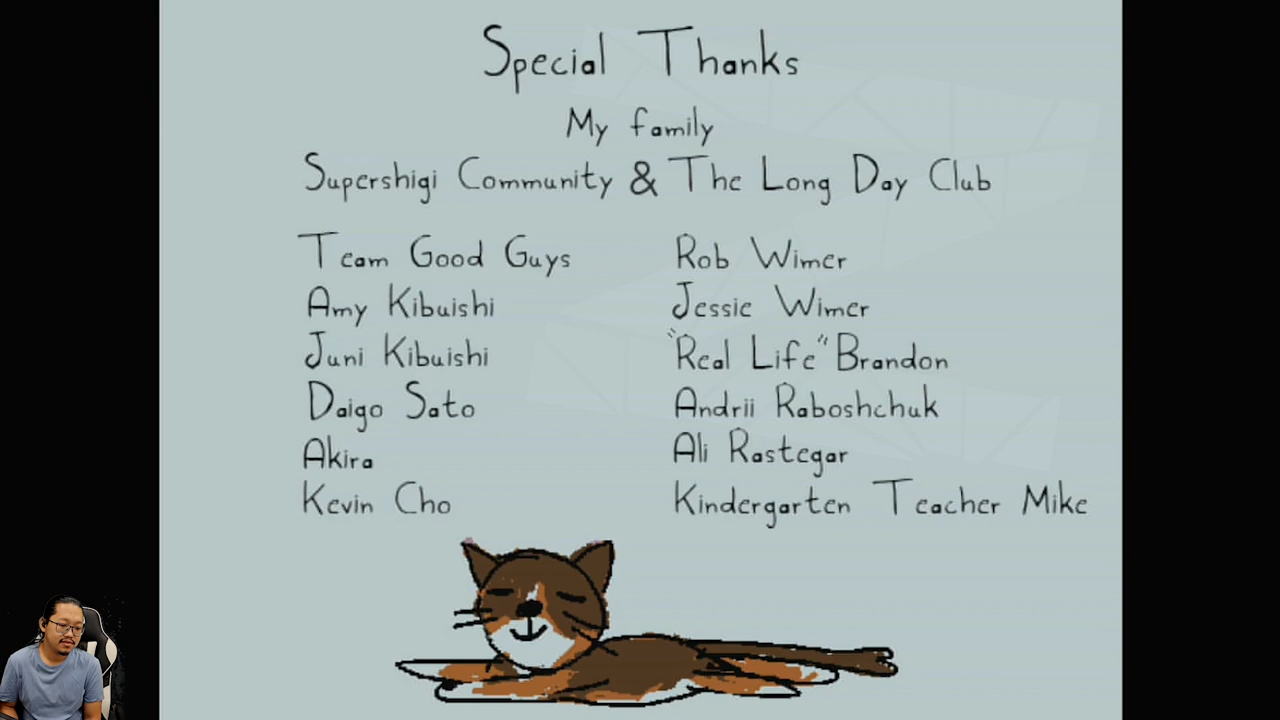 Special Thanks
My family
Supershigi Community & The Long Day Club
Team Good Guys
Amy Kibuishi
Juni Kibuishi
Daigo Sato
Akira
Kevin Cho
Rob Wimer
Jessie Wimer
"Real Life" Brandon
Andrii Raboshchuk
Ali Rastegar
Kindergarten Teacher Mike